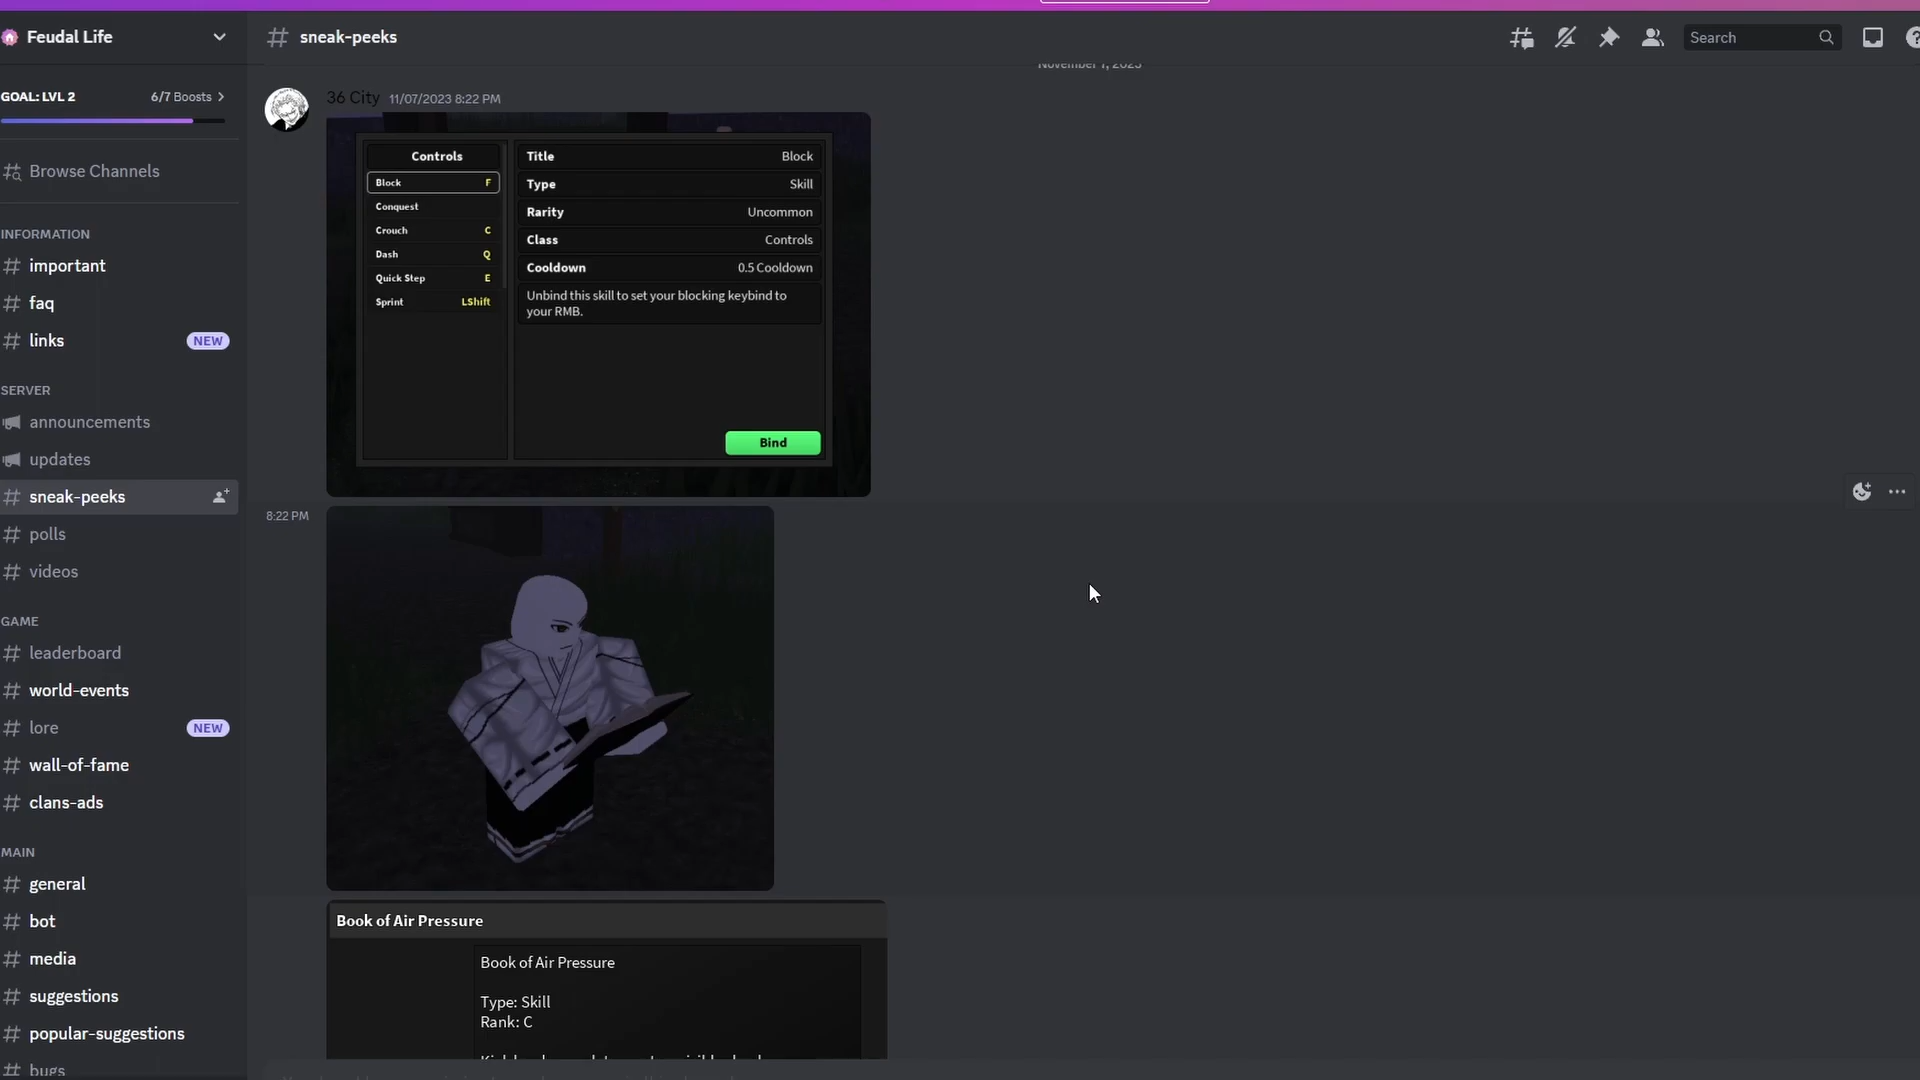 Feudal Life
sneak-peeks
Search
GOAL: LVL 2
6/7 Boosts
Browse Channels
INFORMATION
important
faq
links
NEW
SERVER
announcements
updates
sneak-peeks
polls
videos
GAME
leaderboard
world-events
lore
NEW
wall-of-fame
clans-ads
MAIN
general
bot
media
suggestions
popular-suggestions
bugs
36 City 11/07/2023 8:22 PM
Controls
Block F
Conquest
Crouch C
Dash Q
Quick Step E
Sprint LShift
Title Block
Type Skill
Rarity Uncommon
Class Controls
Cooldown 0.5 Cooldown
Unbind this skill to set your blocking keybind to
your RMB.
Bind
8:22 PM
Book of Air Pressure
Book of Air Pressure
Type: Skill
Rank: C